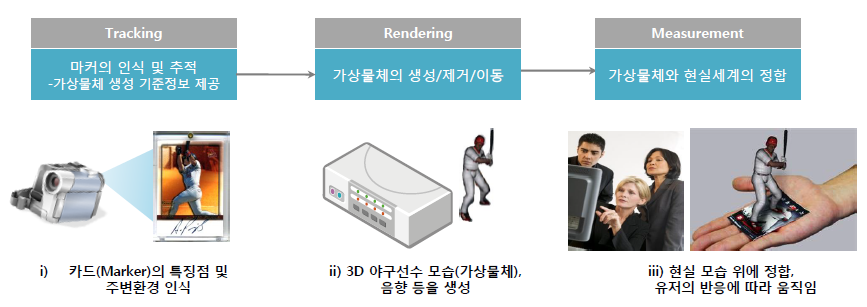 Tracking
마커의 인식 및 추적
-가상물체 생성 기준정보 제공
Rendering
가상물체의 생성/제거/이동
Measurement
가상물체와 현실세계의 정합
i) 카드(Marker)의 특징점 및
주변환경 인식
ii) 3D 야구선수 모습(가상물체),
음향 등을 생성
iii) 현실 모습 위에 정합,
유저의 반응에 따라 움직임